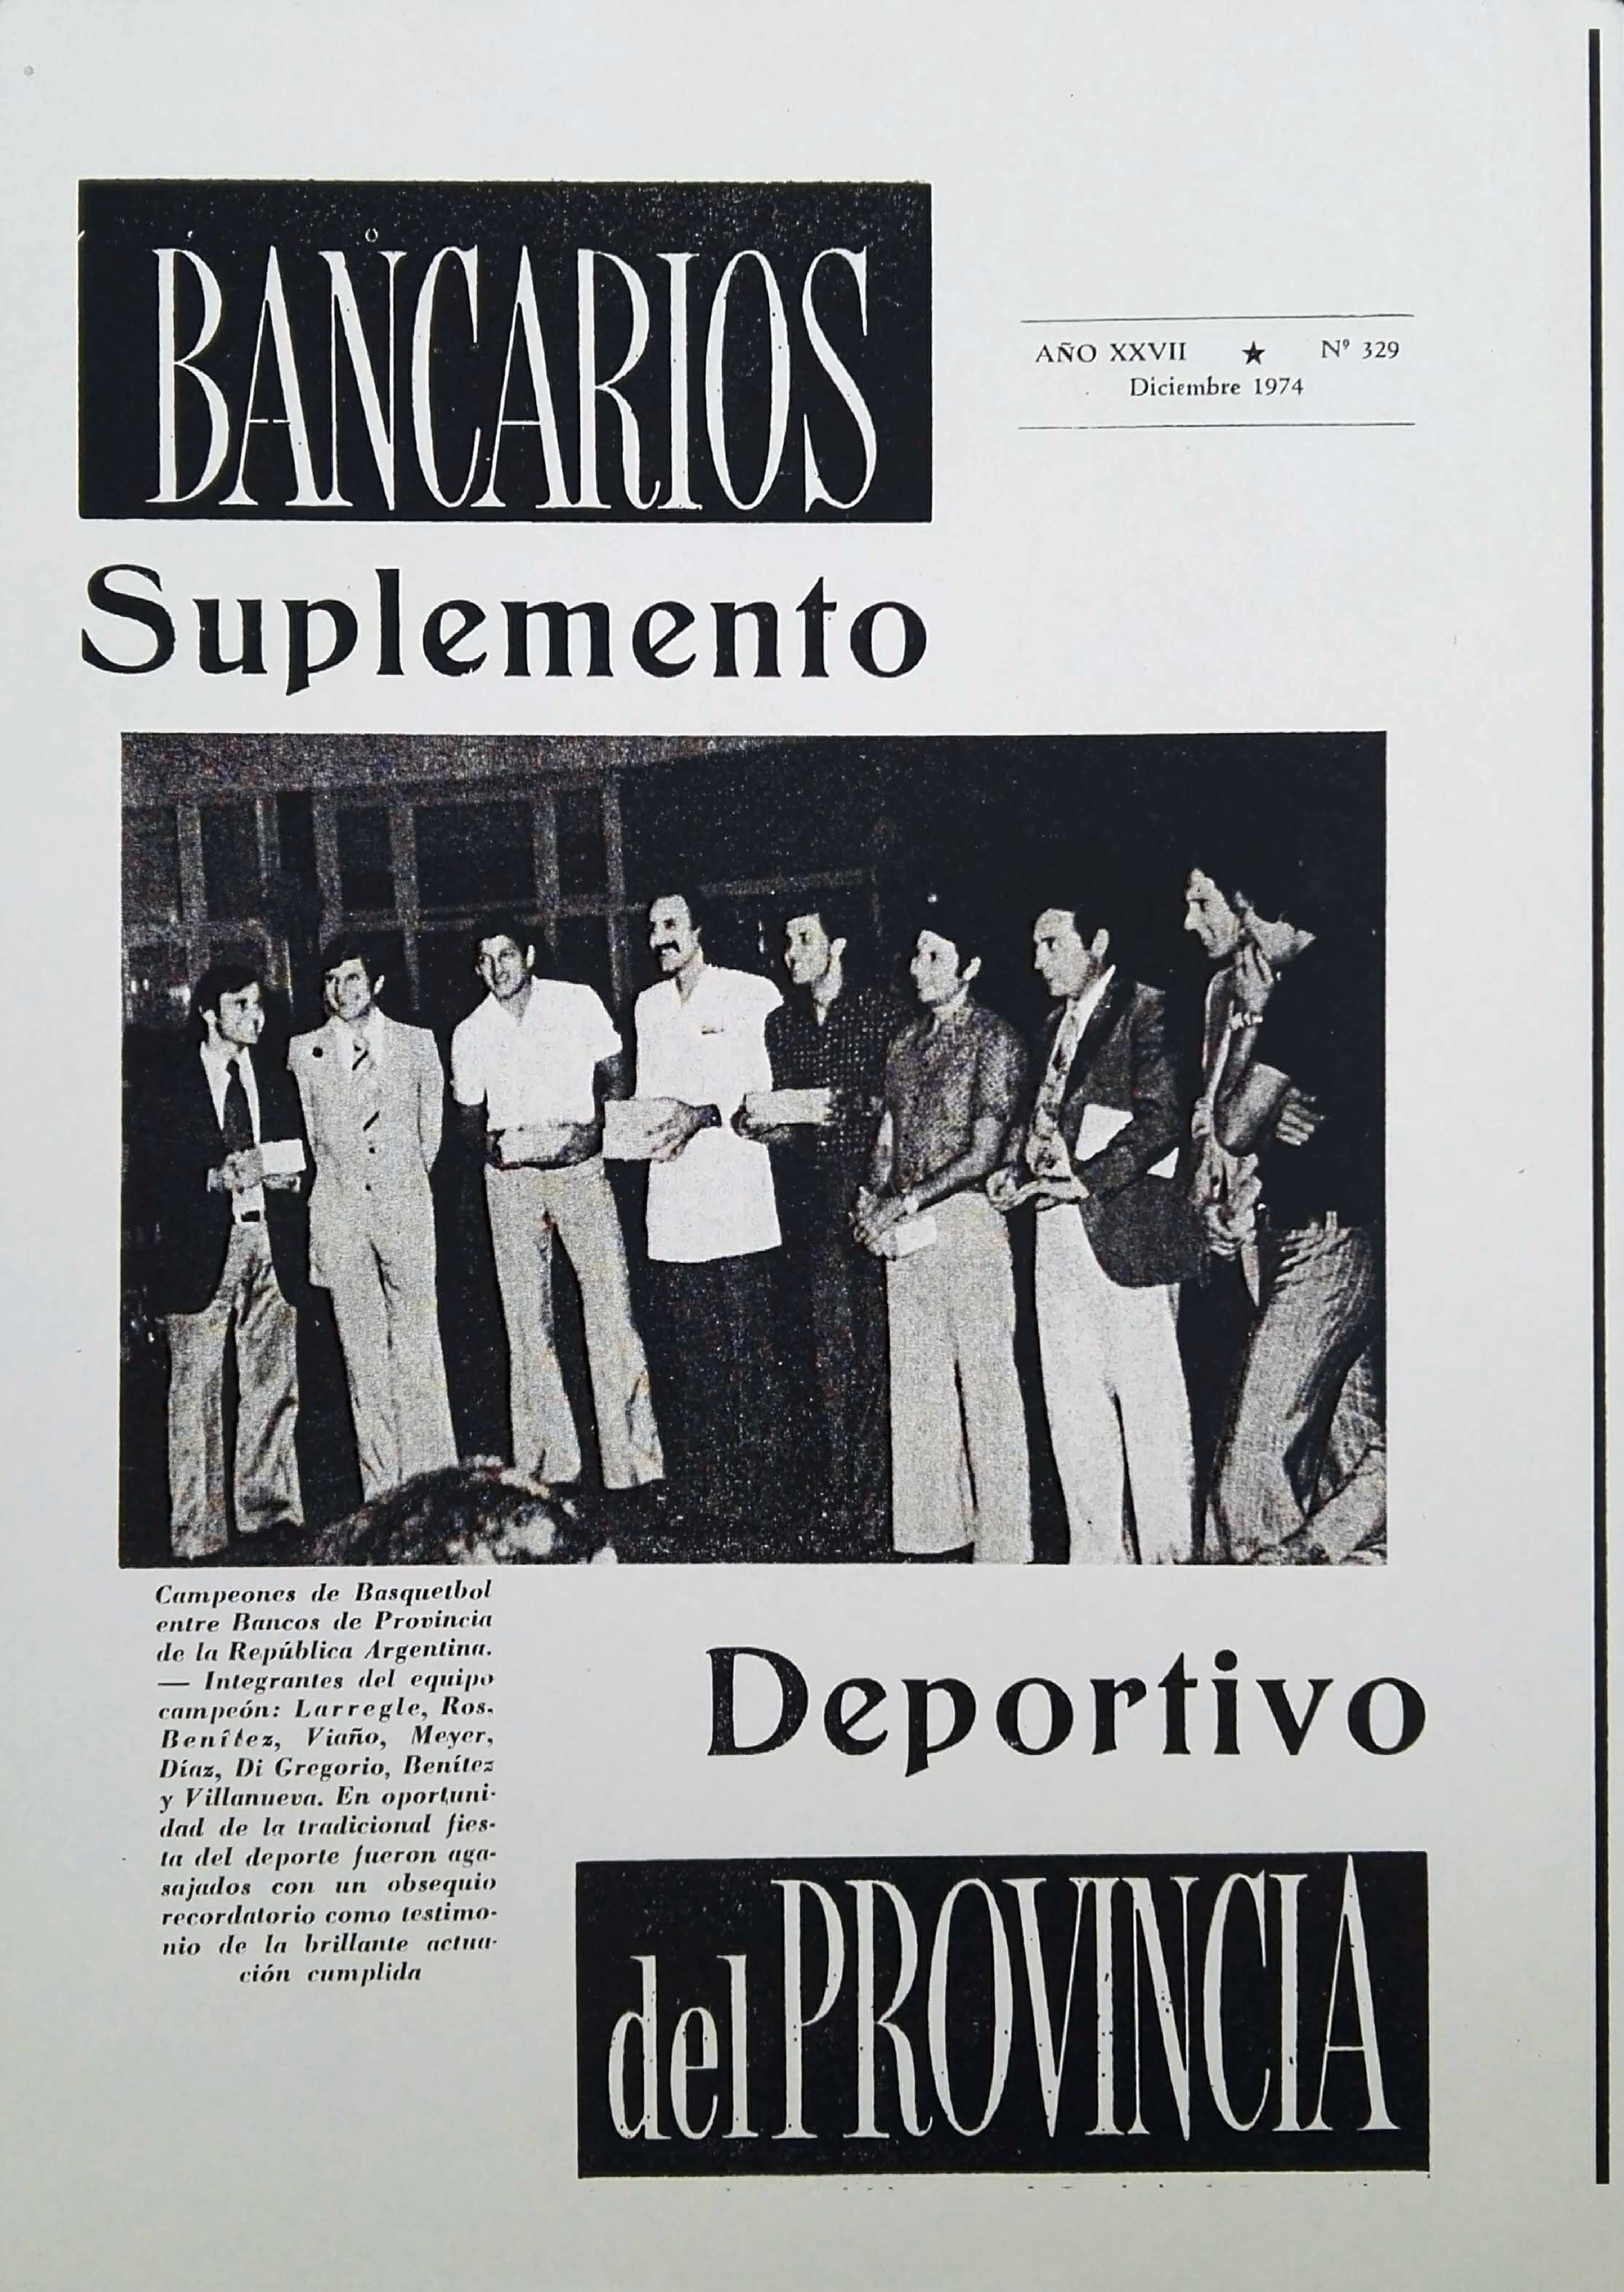 BANCARIOS
AÑO XXVII ★ Nº 329
Diciembre 1974
Suplemento
Campeones de Basquetbol
entre Bancos de Provincia
de la República Argentina.
— Integrantes del equipo
campeón: Larregle, Ros,
Benítez, Viaño, Meyer,
Díaz, Di Gregorio, Benítez
y Villanueva. En oportuni-
dad de la tradicional fies-
ta del deporte fueron aga-
sajados con un obsequio
recordatorio como testimo-
nio de la brillante actua-
ción cumplida
Deportivo
del PROVINCIA